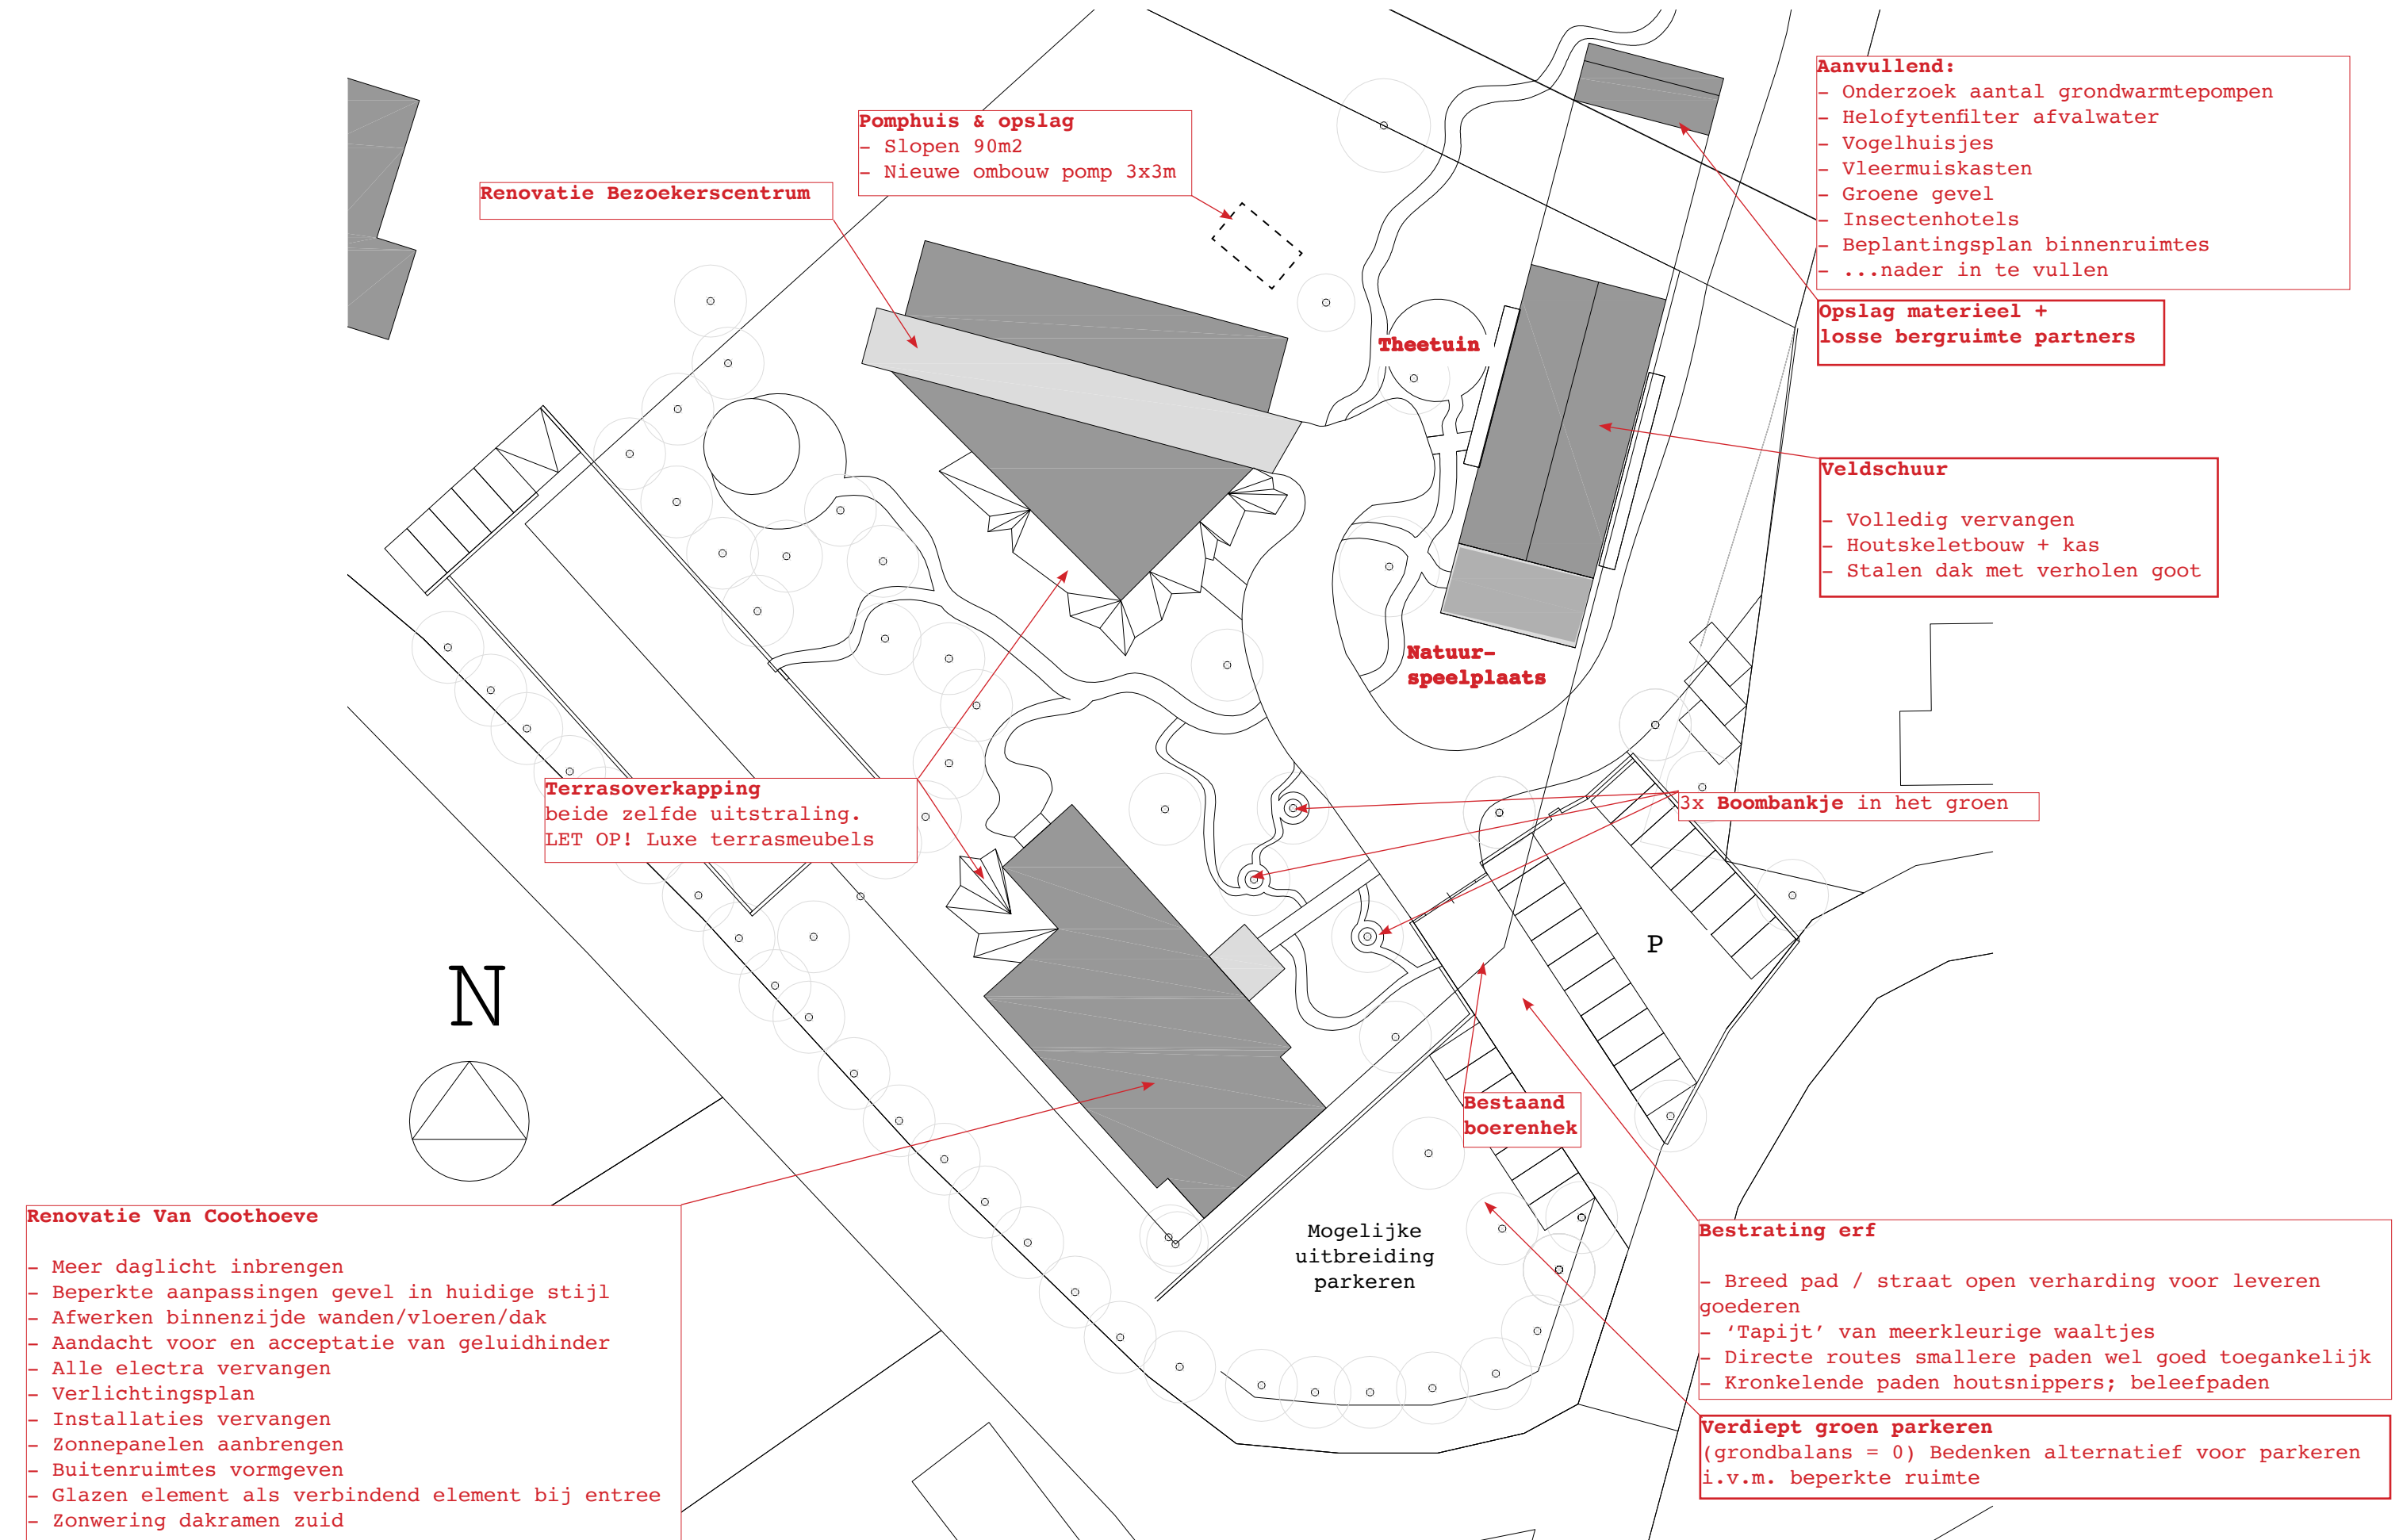 Aanvullend:
- Onderzoek aantal grondwarmtepompen
- Helofytenfilter afvalwater
- Vogelhuisjes
- Vleermuiskasten
- Groene gevel
- Insectenhotels
- Beplantingsplan binnenruimtes
- ...nader in te vullen
Pomphuis & opslag
- Slopen 90m2
- Nieuwe ombouw pomp 3x3m
Renovatie Bezoekerscentrum
Opslag materieel +
losse bergruimte partners
Theetuin
Veldschuur
- Volledig vervangen
- Houtskeletbouw + kas
- Stalen dak met verholen goot
Natuur-
speelplaats
Terrasoverkapping
beide zelfde uitstraling.
LET OP! Luxe terrasmeubels
3x Boombankje in het groen
P
N
Bestaand
boerenhek
Renovatie Van Coothoeve
- Meer daglicht inbrengen
- Beperkte aanpassingen gevel in huidige stijl
- Afwerken binnenzijde wanden/vloeren/dak
- Aandacht voor en acceptatie van geluidhinder
- Alle electra vervangen
- Verlichtingsplan
- Installaties vervangen
- Zonnepanelen aanbrengen
- Buitenruimtes vormgeven
- Glazen element als verbindend element bij entree
- Zonwering dakramen zuid
Mogelijke
uitbreiding
parkeren
Bestrating erf
- Breed pad / straat open verharding voor leveren
goederen
- ‘Tapijt’ van meerkleurige waaltjes
- Directe routes smallere paden wel goed toegankelijk
- Kronkelende paden houtsnippers; beleefpaden
Verdiept groen parkeren
(grondbalans = 0) Bedenken alternatief voor parkeren
i.v.m. beperkte ruimte